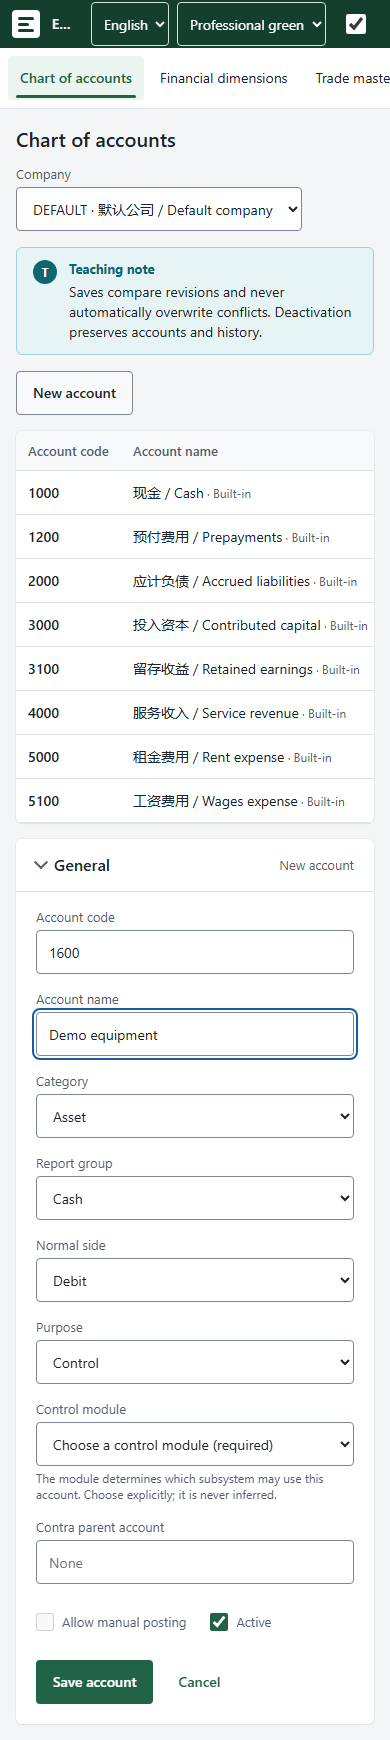 E...
English
Professional green
Chart of accounts
Financial dimensions
Trade maste
Chart of accounts
Company
DEFAULT · 默认公司 / Default company
T
Teaching note
Saves compare revisions and never
automatically overwrite conflicts. Deactivation
preserves accounts and history.
New account
Account code Account name
1000 现金 / Cash · Built-in
1200 预付费用 / Prepayments · Built-in
2000 应计负债 / Accrued liabilities · Built-in
3000 投入资本 / Contributed capital · Built-in
3100 留存收益 / Retained earnings · Built-in
4000 服务收入 / Service revenue · Built-in
5000 租金费用 / Rent expense · Built-in
5100 工资费用 / Wages expense · Built-in
General New account
Account code
1600
Account name
Demo equipment
Category
Asset
Report group
Cash
Normal side
Debit
Purpose
Control
Control module
Choose a control module (required)
The module determines which subsystem may use this
account. Choose explicitly; it is never inferred.
Contra parent account
None
Allow manual posting Active
Save account Cancel